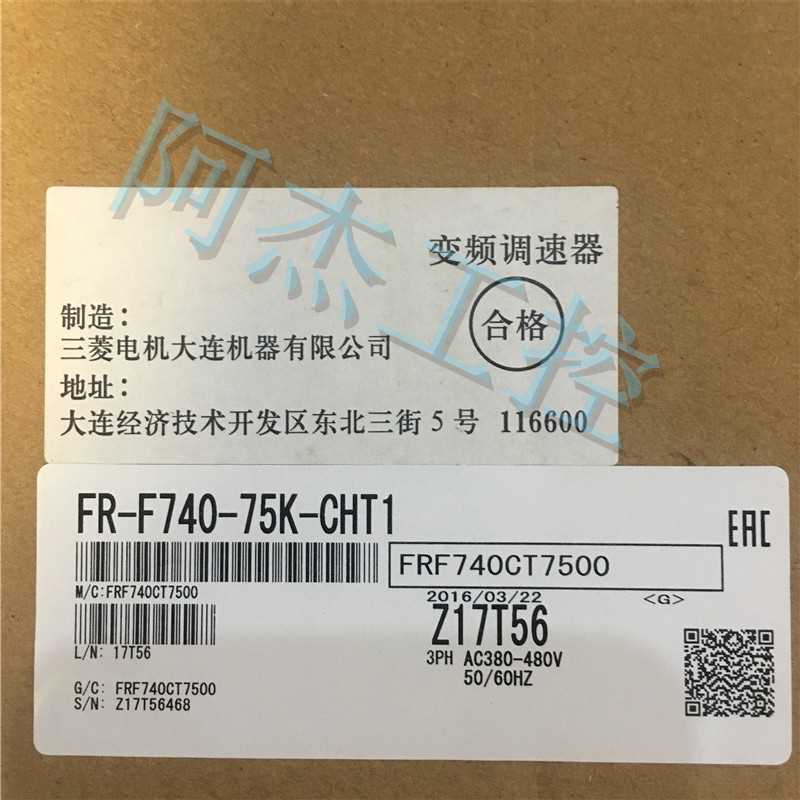 阿杰工控
变频调速器
合格
制造：
三菱电机大连机器有限公司
地址：
大连经济技术开发区东北三街 5 号 116600
FR-F740-75K-CHT1
EAC
FRF740CT7500
M/C:FRF740CT7500
2016/03/22 <G>
Z17T56
L/N: 17T56
3PH AC380-480V
50/60HZ
G/C: FRF740CT7500
S/N: Z17T56468